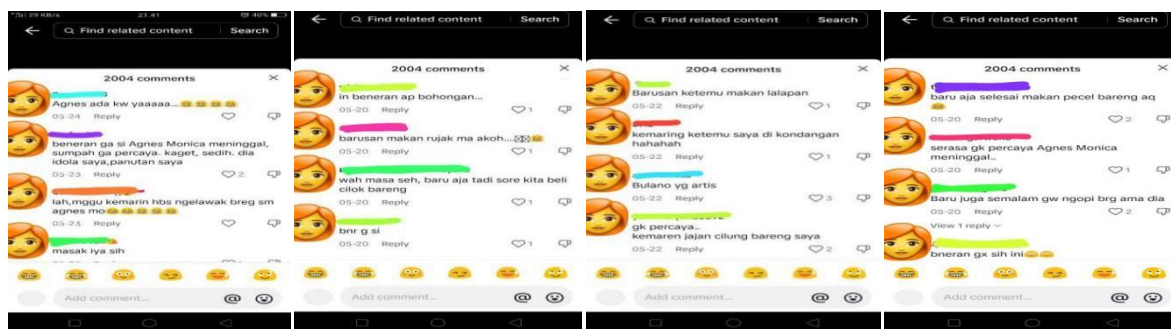 21.41
40%
Find related content
Search
2004 comments
Agnes ada kw yaaaaa...
05-24 Reply
beneran ga si Agnes Monica meninggal,
sumpah ga percaya. kaget, sedih. dia
idola saya,panutan saya
05-23 Reply 2
lah,mggu kemarin hbs ngelawak breg sm
agnes mo
05-23 Reply
masak iya sih
Add comment...
Find related content
Search
2004 comments
in beneran ap bohongan...
05-20 Reply 1
barusan makan rujak ma akoh...
05-20 Reply 1
wah masa seh, baru aja tadi sore kita beli
cilok bareng
05-20 Reply 1
bnr g si
05-20 Reply 1
Add comment...
Find related content
Search
2004 comments
Barusan ketemu makan lalapan
05-22 Reply 1
kemaring ketemu saya di kondangan
hahahah
05-22 Reply 1
Bulano yg artis
05-22 Reply 3
gk percaya..
kemaren jajan cilung bareng saya
05-22 Reply 2
Add comment...
Find related content
Search
2004 comments
baru aja selesai makan pecel bareng aq
05-20 Reply 2
serasa gk percaya Agnes Monica
meninggal..
05-20 Reply 1
Baru juga semalam gw ngopi brg ama dia
05-20 Reply 2
View 1 reply
bneran gx sih ini
Add comment...